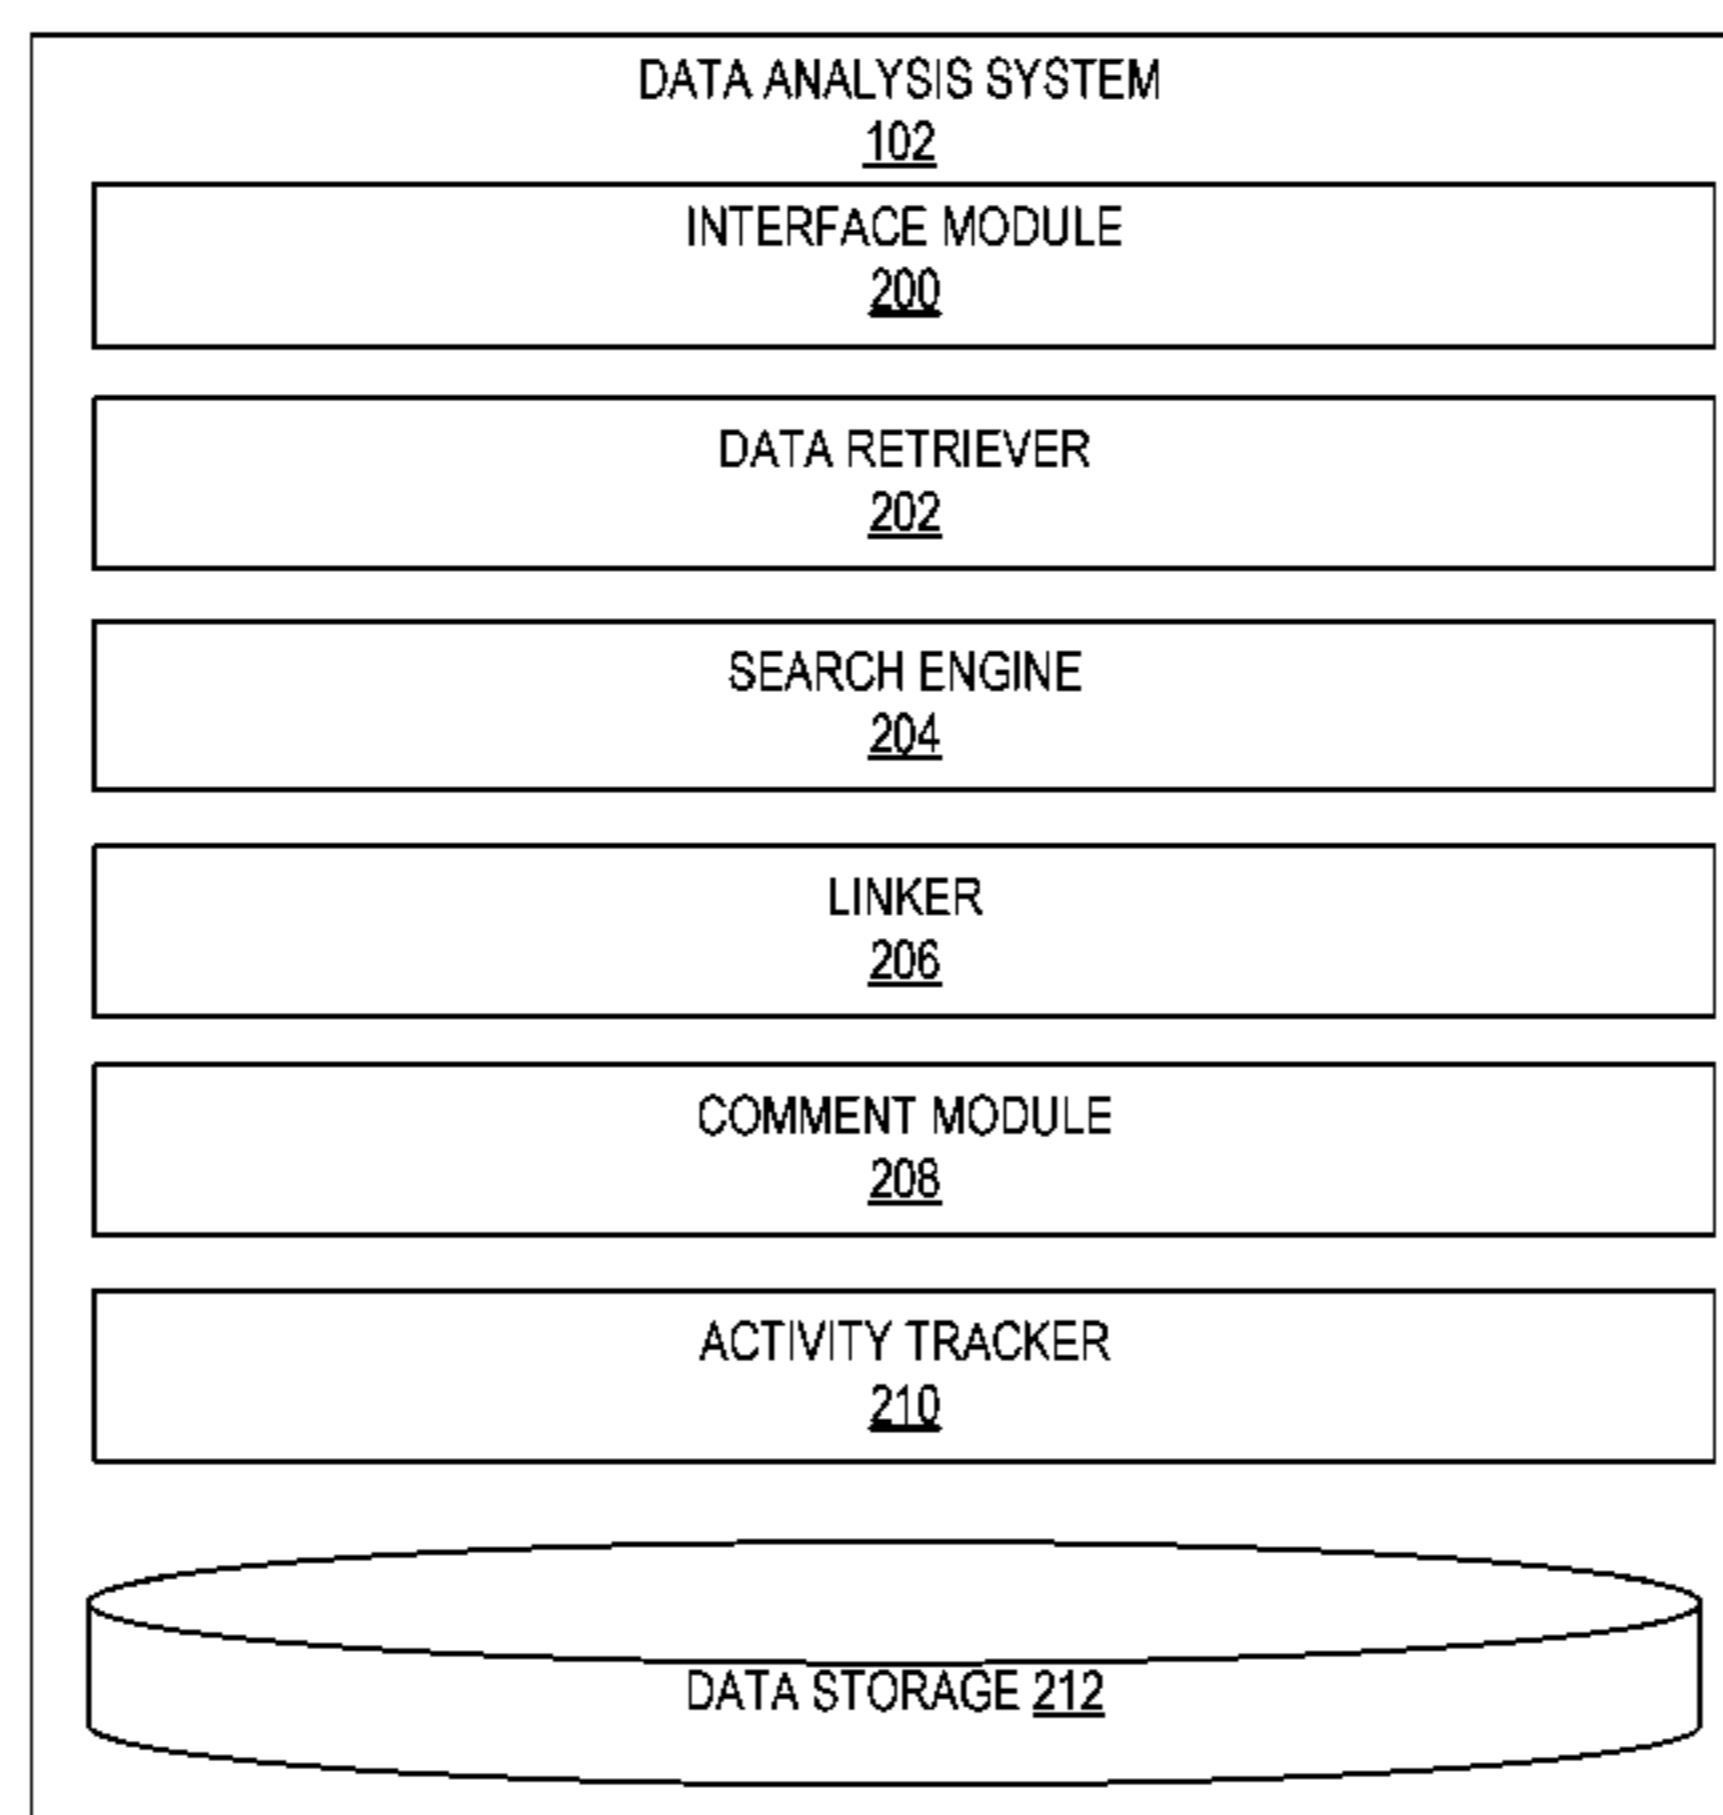 DATA ANALYSIS SYSTEM
102
INTERFACE MODULE
200
DATA RETRIEVER
202
SEARCH ENGINE
204
LINKER
206
COMMENT MODULE
208
ACTIVITY TRACKER
210
DATA STORAGE 212